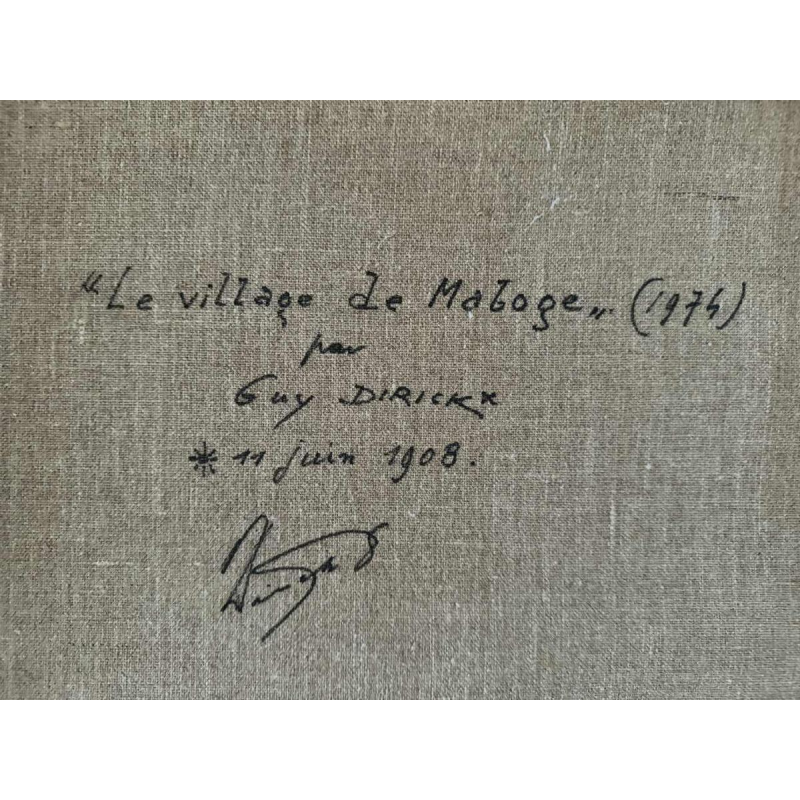 "Le village de Maboge„ (1974)
par
Guy DIRICKX
* 11 juin 1908.